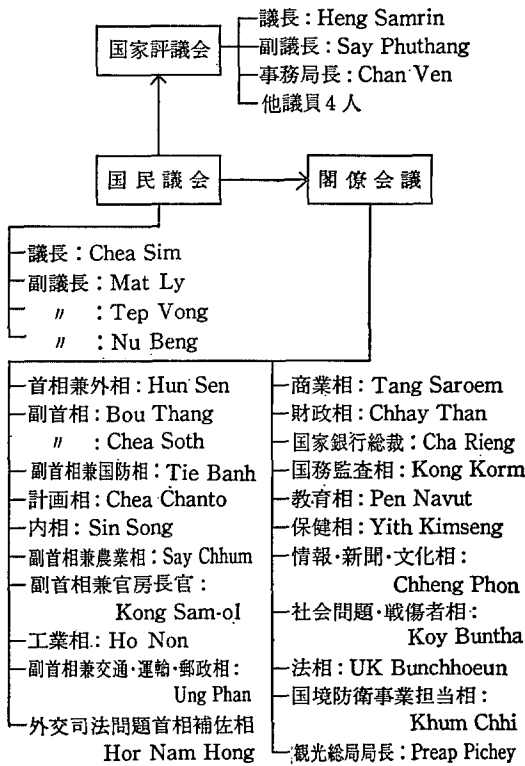 国家評議会
議長：Heng Samrin
副議長：Say Phuthang
事務局長：Chan Ven
他議員4人
国民議会
閣僚会議
議長：Chea Sim
副議長：Mat Ly
〃　：Tep Vong
〃　：Nu Beng
首相兼外相：Hun Sen
副首相：Bou Thang
〃　：Chea Soth
副首相兼国防相：Tie Banh
計画相：Chea Chanto
内相：Sin Song
副首相兼農業相：Say Chhum
副首相兼官房長官：
Kong Sam-ol
工業相：Ho Non
副首相兼交通・運輸・郵政相：
Ung Phan
外交司法問題首相補佐相
Hor Nam Hong
商業相：Tang Saroem
財政相：Chhay Than
国家銀行総裁：Cha Rieng
国務監査相：Kong Korm
教育相：Pen Navut
保健相：Yith Kimseng
情報・新聞・文化相：
Chheng Phon
社会問題・戦傷者相：
Koy Buntha
法相：UK Bunchhoeun
国境防衛事業担当相：
Khum Chhi
観光総局局長：Preap Pichey